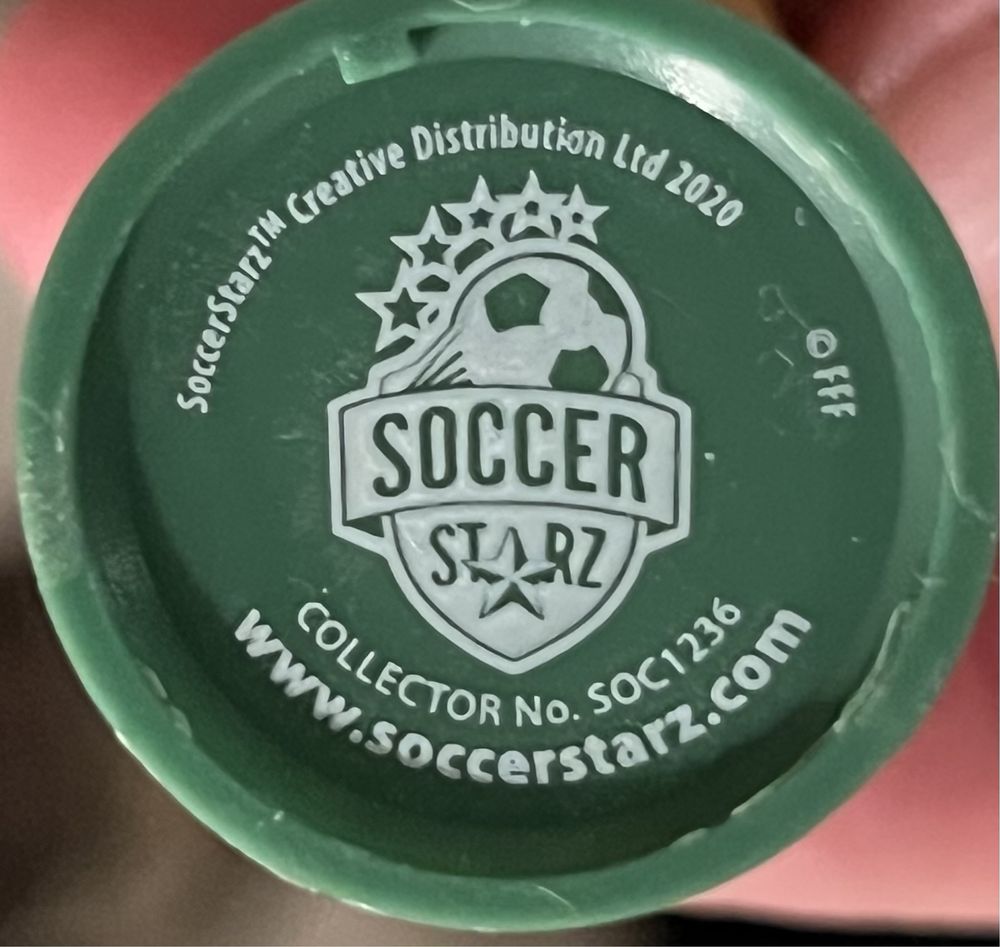 SoccerStarz™ Creative Distribution Ltd 2020
© FFF
SOCCER
STARZ
COLLECTOR No. SOC1236
www.soccerstarz.com